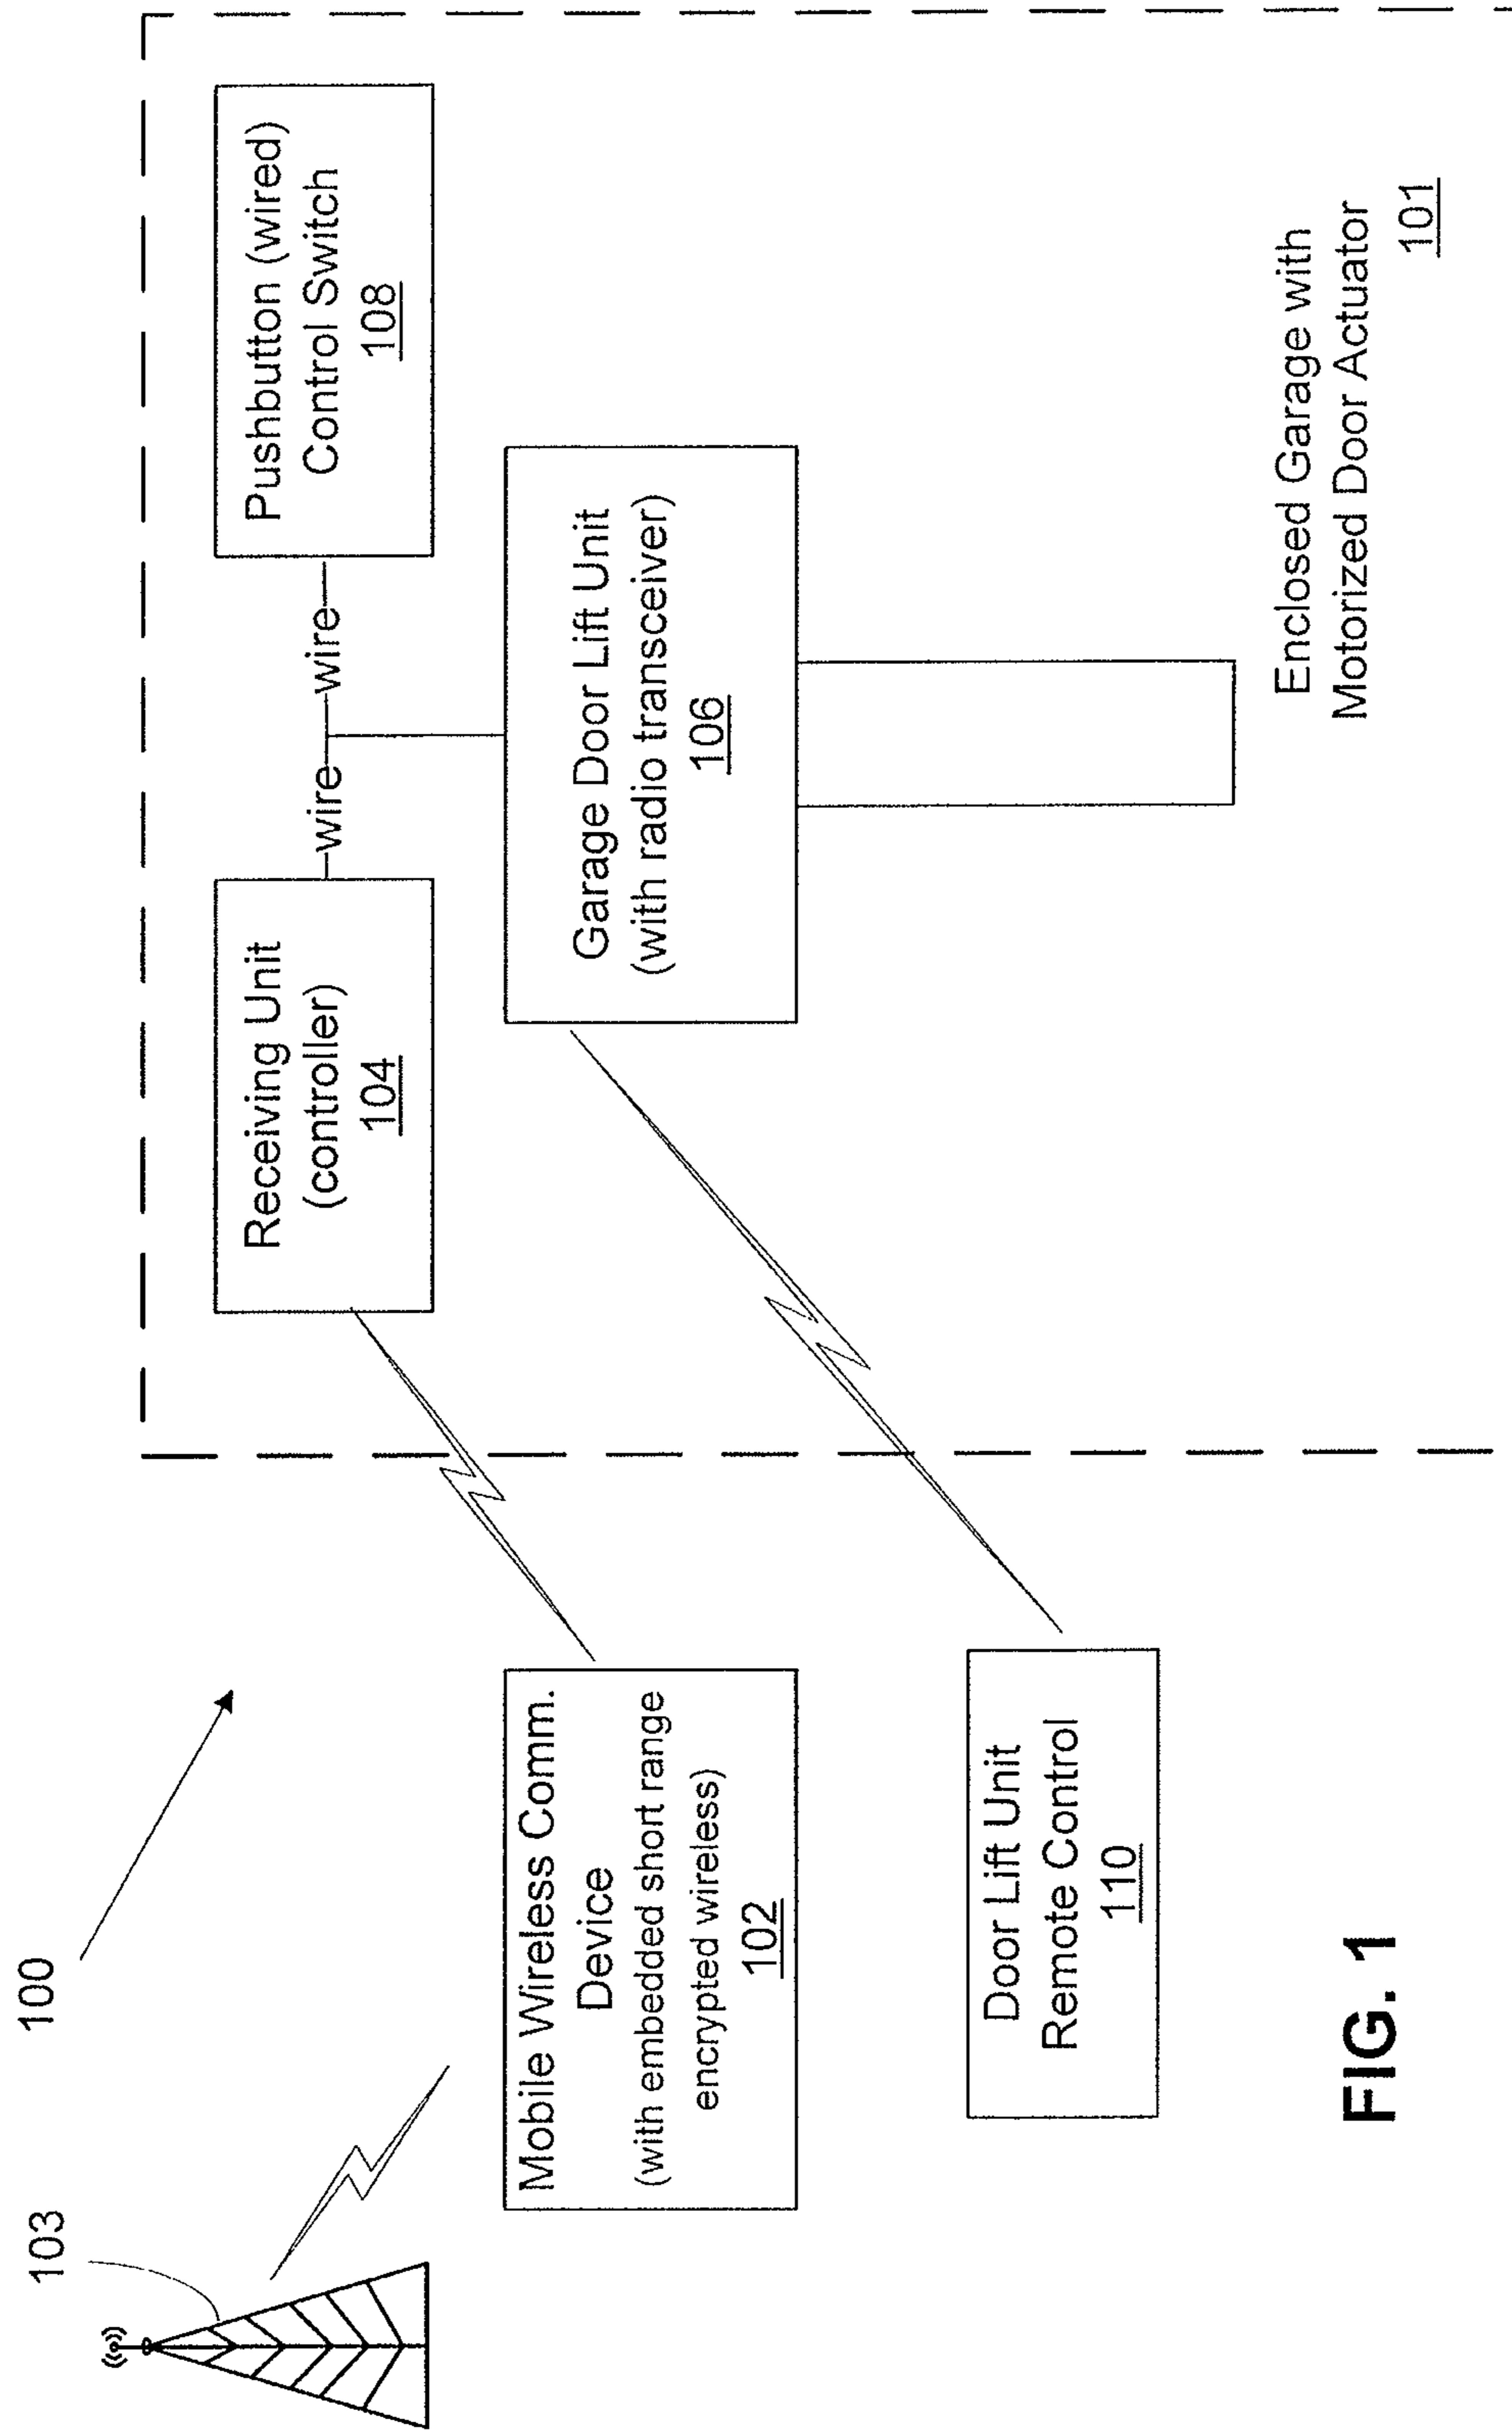 100
103
Pushbutton (wired)
Control Switch
108
Receiving Unit
(controller)
104
wire
wire
Garage Door Lift Unit
(with radio transceiver)
106
Mobile Wireless Comm.
Device
(with embedded short range
encrypted wireless)
102
Door Lift Unit
Remote Control
110
Enclosed Garage with
Motorized Door Actuator
101
FIG. 1